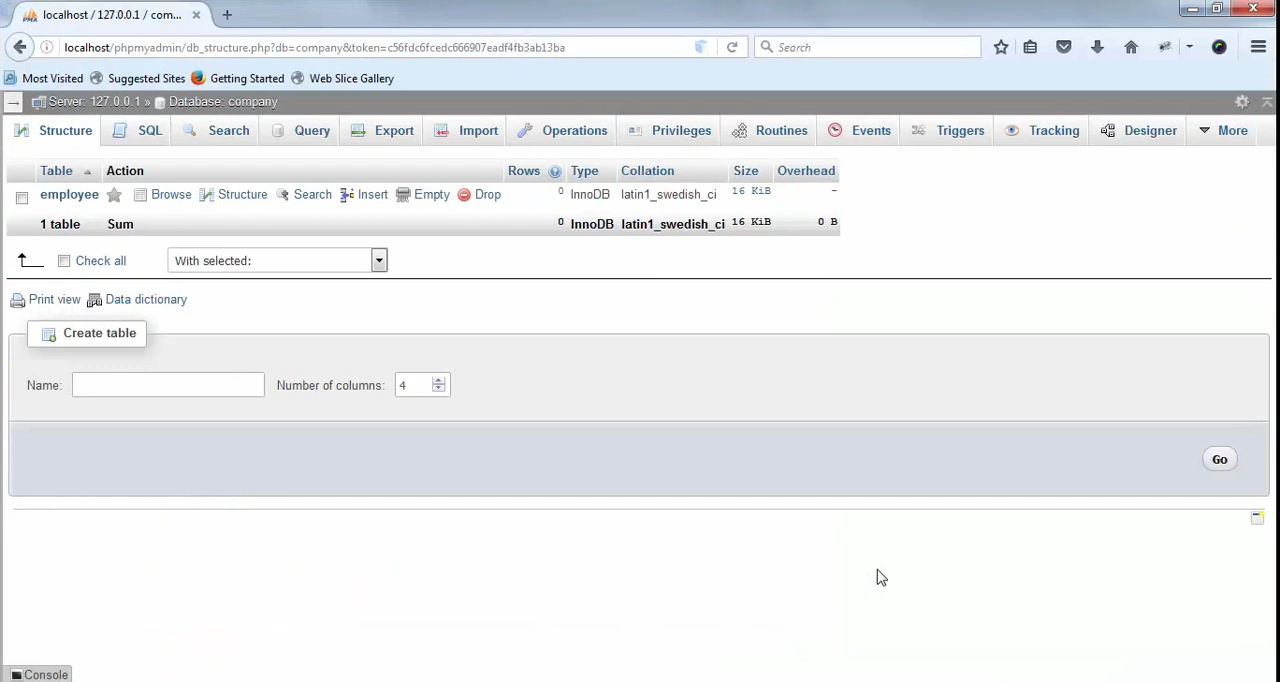 localhost / 127.0.0.1 / com...
localhost/phpmyadmin/db_structure.php?db=company&token=c56fdc6fcedc666907eadf4fb3ab13ba
Search
Most Visited Suggested Sites Getting Started Web Slice Gallery
Server: 127.0.0.1 » Database: company
Structure SQL Search Query Export Import Operations Privileges Routines Events Triggers Tracking Designer More
Table Action Rows Type Collation Size Overhead
employee Browse Structure Search Insert Empty Drop 0 InnoDB latin1_swedish_ci 16 KiB -
1 table Sum 0 InnoDB latin1_swedish_ci 16 KiB 0 B
Check all With selected:
Print view Data dictionary
Create table
Name: Number of columns: 4
Go
Console